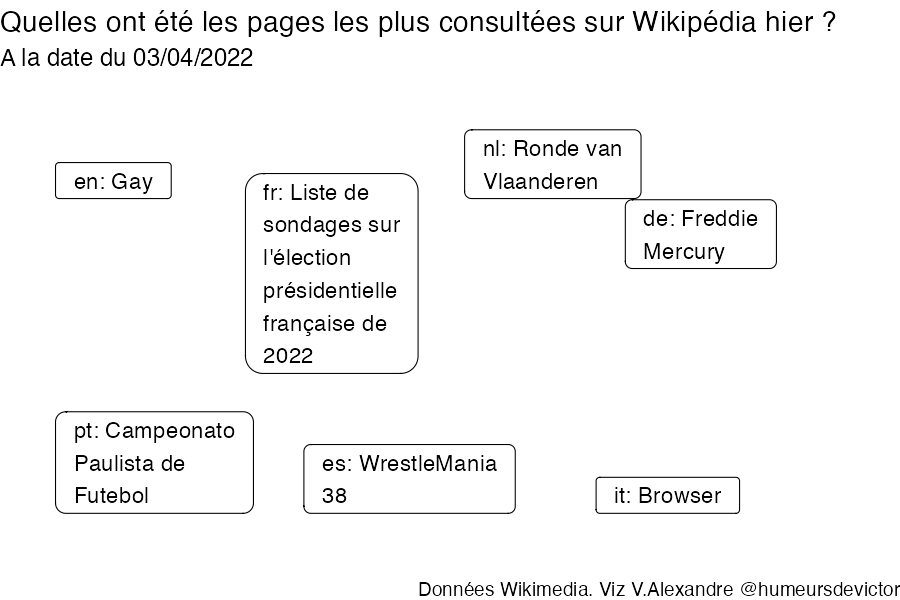 Quelles ont été les pages les plus consultées sur Wikipédia hier ?
A la date du 03/04/2022
en: Gay
fr: Liste de
sondages sur
l'élection
présidentielle
française de
2022
nl: Ronde van
Vlaanderen
de: Freddie
Mercury
pt: Campeonato
Paulista de
Futebol
es: WrestleMania
38
it: Browser
Données Wikimedia. Viz V.Alexandre @humeursdevictor